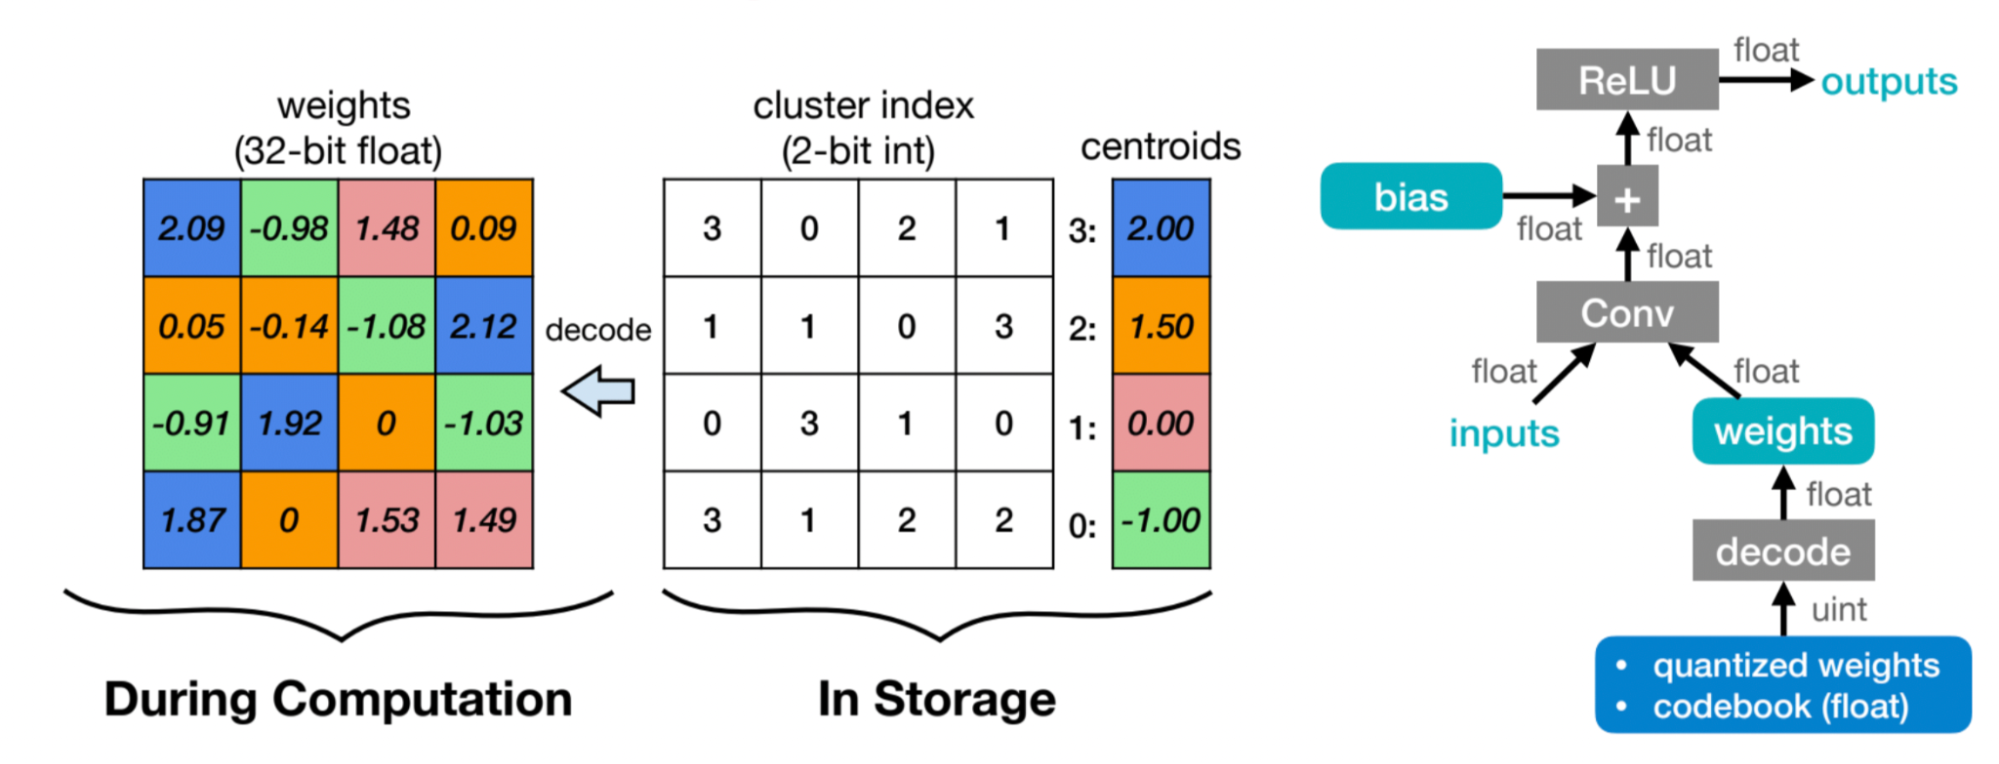 weights
(32-bit float)
2.09 -0.98 1.48 0.09
0.05 -0.14 -1.08 2.12
-0.91 1.92 0 -1.03
1.87 0 1.53 1.49
During Computation
decode
cluster index
(2-bit int)
3 0 2 1
1 1 0 3
0 3 1 0
3 1 2 2
centroids
3: 2.00
2: 1.50
1: 0.00
0: -1.00
In Storage
ReLU
float
outputs
float
bias
float
+
float
Conv
float
float
inputs
weights
float
decode
uint
• quantized weights
• codebook (float)